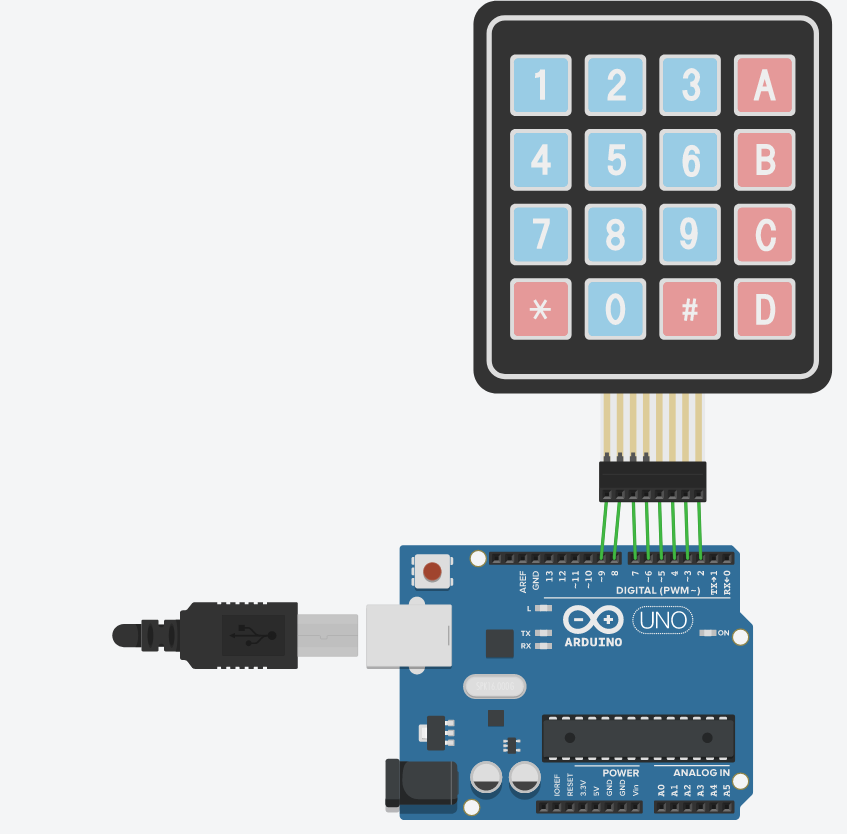 1 2 3 A
4 5 6 B
7 8 9 C
* 0 # D
AREF
GND
13
12
~11
~10
~9
8
7
~6
~5
4
~3
2
TX→1
RX←0
DIGITAL (PWM~)
L
TX
RX
ARDUINO
UNO
ON
POWER
ANALOG IN
IOREF
RESET
3.3V
5V
GND
GND
Vin
A0
A1
A2
A3
A4
A5